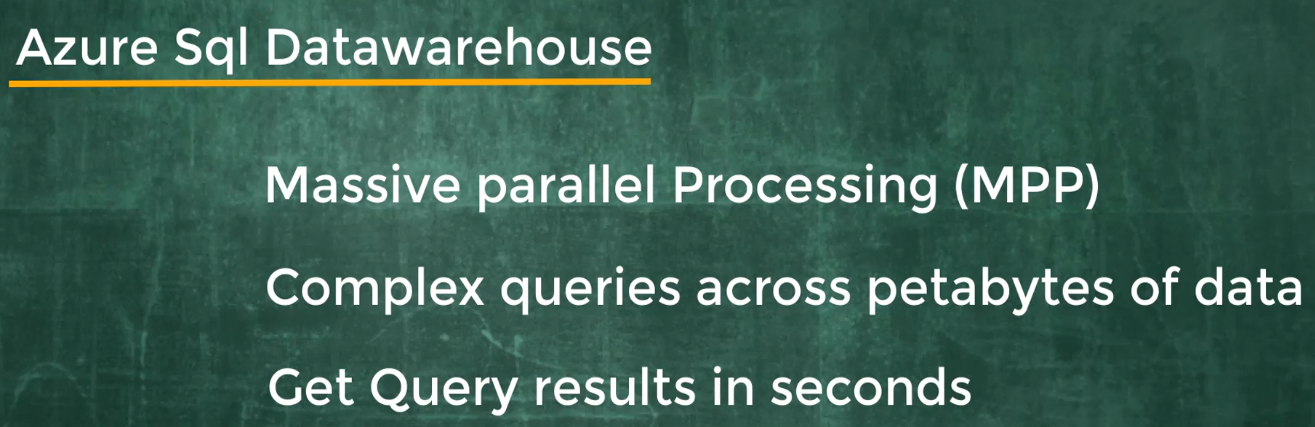 Azure Sql Datawarehouse
Massive parallel Processing (MPP)
Complex queries across petabytes of data
Get Query results in seconds